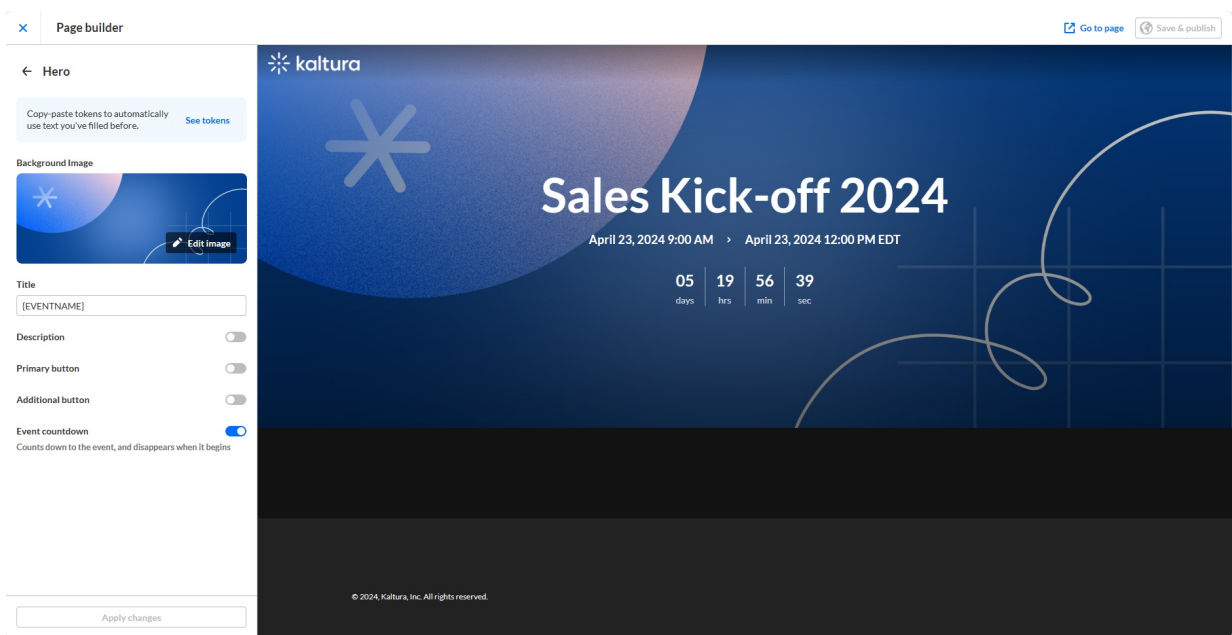 Page builder
Go to page
Save & publish
Hero
Copy-paste tokens to automatically
use text you've filled before.
See tokens
Background Image
Edit image
Title
{EVENTNAME}
Description
Primary button
Additional button
Event countdown
Counts down to the event, and disappears when it begins
Apply changes
kaltura
Sales Kick-off 2024
April 23, 2024 9:00 AM › April 23, 2024 12:00 PM EDT
05 19 56 39
days hrs min sec
© 2024, Kaltura, Inc. All rights reserved.